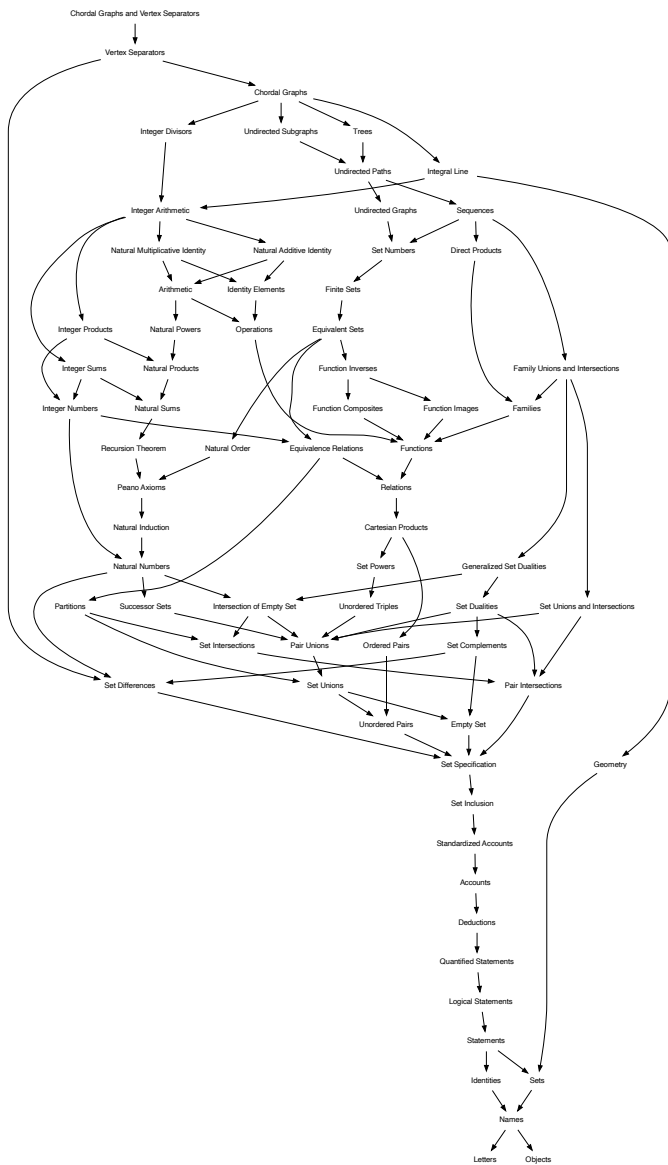 Chordal Graphs and Vertex Separators
Vertex Separators
Chordal Graphs
Integer Divisors
Undirected Subgraphs
Trees
Undirected Paths
Integral Line
Integer Arithmetic
Undirected Graphs
Sequences
Natural Multiplicative Identity
Natural Additive Identity
Set Numbers
Direct Products
Arithmetic
Identity Elements
Finite Sets
Integer Products
Natural Powers
Operations
Equivalent Sets
Integer Sums
Natural Products
Function Inverses
Family Unions and Intersections
Integer Numbers
Natural Sums
Function Composites
Function Images
Families
Recursion Theorem
Natural Order
Equivalence Relations
Functions
Peano Axioms
Relations
Natural Induction
Cartesian Products
Natural Numbers
Set Powers
Generalized Set Dualities
Partitions
Successor Sets
Intersection of Empty Set
Unordered Triples
Set Dualities
Set Unions and Intersections
Set Intersections
Pair Unions
Ordered Pairs
Set Complements
Set Differences
Set Unions
Pair Intersections
Unordered Pairs
Empty Set
Set Specification
Geometry
Set Inclusion
Standardized Accounts
Accounts
Deductions
Quantified Statements
Logical Statements
Statements
Identities
Sets
Names
Letters
Objects